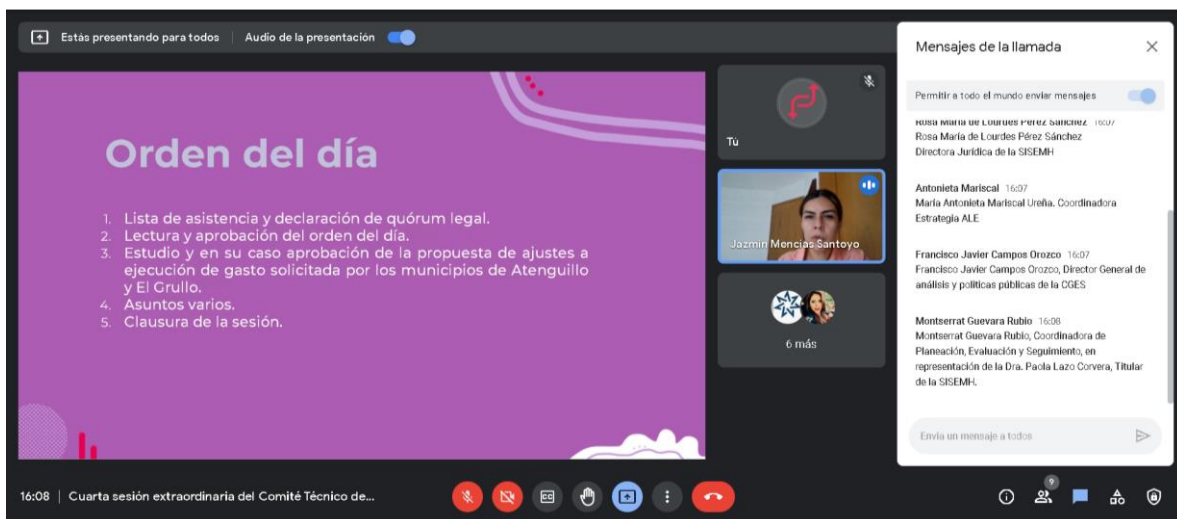 Estás presentando para todos
Audio de la presentación
Orden del día
1. Lista de asistencia y declaración de quórum legal.
2. Lectura y aprobación del orden del día.
3. Estudio y en su caso aprobación de la propuesta de ajustes a
ejecución de gasto solicitada por los municipios de Atenguillo
y El Grullo.
4. Asuntos varios.
5. Clausura de la sesión.
Tú
Jazmin Mencias Santoyo
6 más
Mensajes de la llamada
Permitir a todo el mundo enviar mensajes
Rosa María de Lourdes Pérez Sánchez 16:07
Rosa María de Lourdes Pérez Sánchez
Directora Jurídica de la SISEMH
Antonieta Mariscal 16:07
María Antonieta Mariscal Ureña. Coordinadora
Estrategia ALE
Francisco Javier Campos Orozco 16:07
Francisco Javier Campos Orozco, Director General de
análisis y políticas públicas de la CGES
Montserrat Guevara Rubio 16:08
Montserrat Guevara Rubio, Coordinadora de
Planeación, Evaluación y Seguimiento, en
representación de la Dra. Paola Lazo Corvera, Titular
de la SISEMH.
Envía un mensaje a todos
16:08 | Cuarta sesión extraordinaria del Comité Técnico de...
9